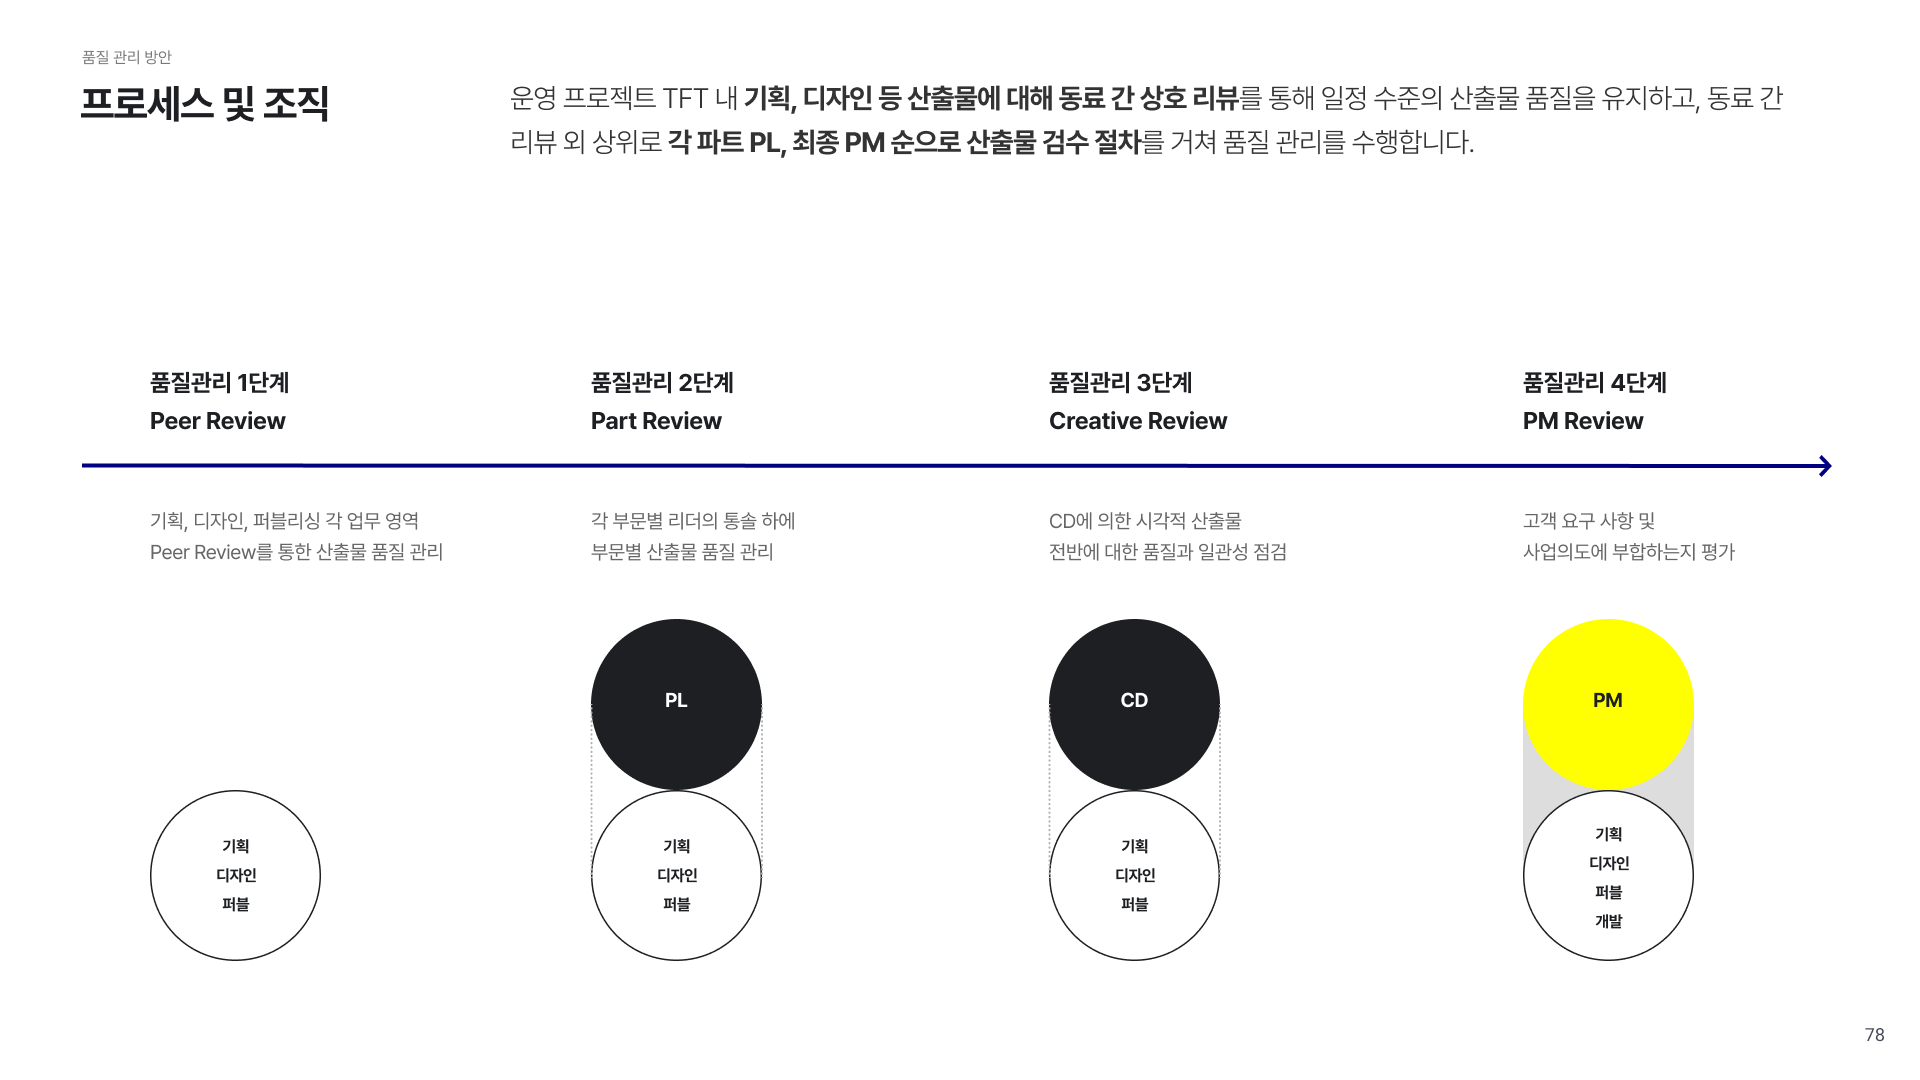 품질 관리 방안
프로세스 및 조직
운영 프로젝트 TFT 내 기획, 디자인 등 산출물에 대해 동료 간 상호 리뷰를 통해 일정 수준의 산출물 품질을 유지하고, 동료 간
리뷰 외 상위로 각 파트 PL, 최종 PM 순으로 산출물 검수 절차를 거쳐 품질 관리를 수행합니다.
품질관리 1단계
Peer Review
기획, 디자인, 퍼블리싱 각 업무 영역
Peer Review를 통한 산출물 품질 관리
기획
디자인
퍼블
품질관리 2단계
Part Review
각 부문별 리더의 통솔 하에
부문별 산출물 품질 관리
PL
기획
디자인
퍼블
품질관리 3단계
Creative Review
CD에 의한 시각적 산출물
전반에 대한 품질과 일관성 점검
CD
기획
디자인
퍼블
품질관리 4단계
PM Review
고객 요구 사항 및
사업의도에 부합하는지 평가
PM
기획
디자인
퍼블
개발
78